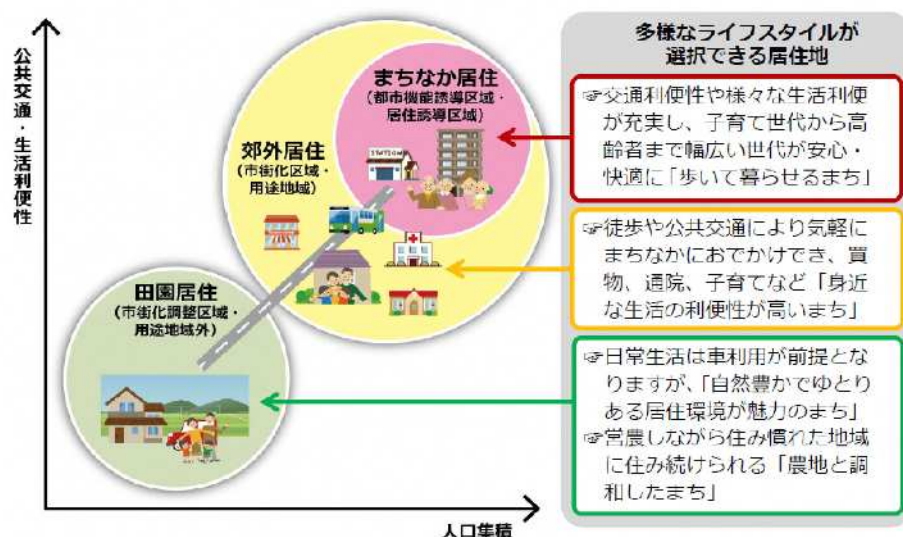 公共交通・生活利便性
まちなか居住
(都市機能誘導区域・
居住誘導区域)
郊外居住
(市街化区域・
用途地域)
田園居住
(市街化調整区域・
用途地域外)
人口集積
多様なライフスタイルが
選択できる居住地
☞交通利便性や様々な生活利便
が充実し、子育て世代から高
齢者まで幅広い世代が安心・
快適に「歩いて暮らせるまち」
☞徒歩や公共交通により気軽に
まちなかにおでかけでき、買
物、通院、子育てなど「身近
な生活の利便性が高いまち」
☞日常生活は車利用が前提とな
りますが、「自然豊かでゆとり
ある居住環境が魅力のまち」
☞営農しながら住み慣れた地域
に住み続けられる「農地と調
和したまち」